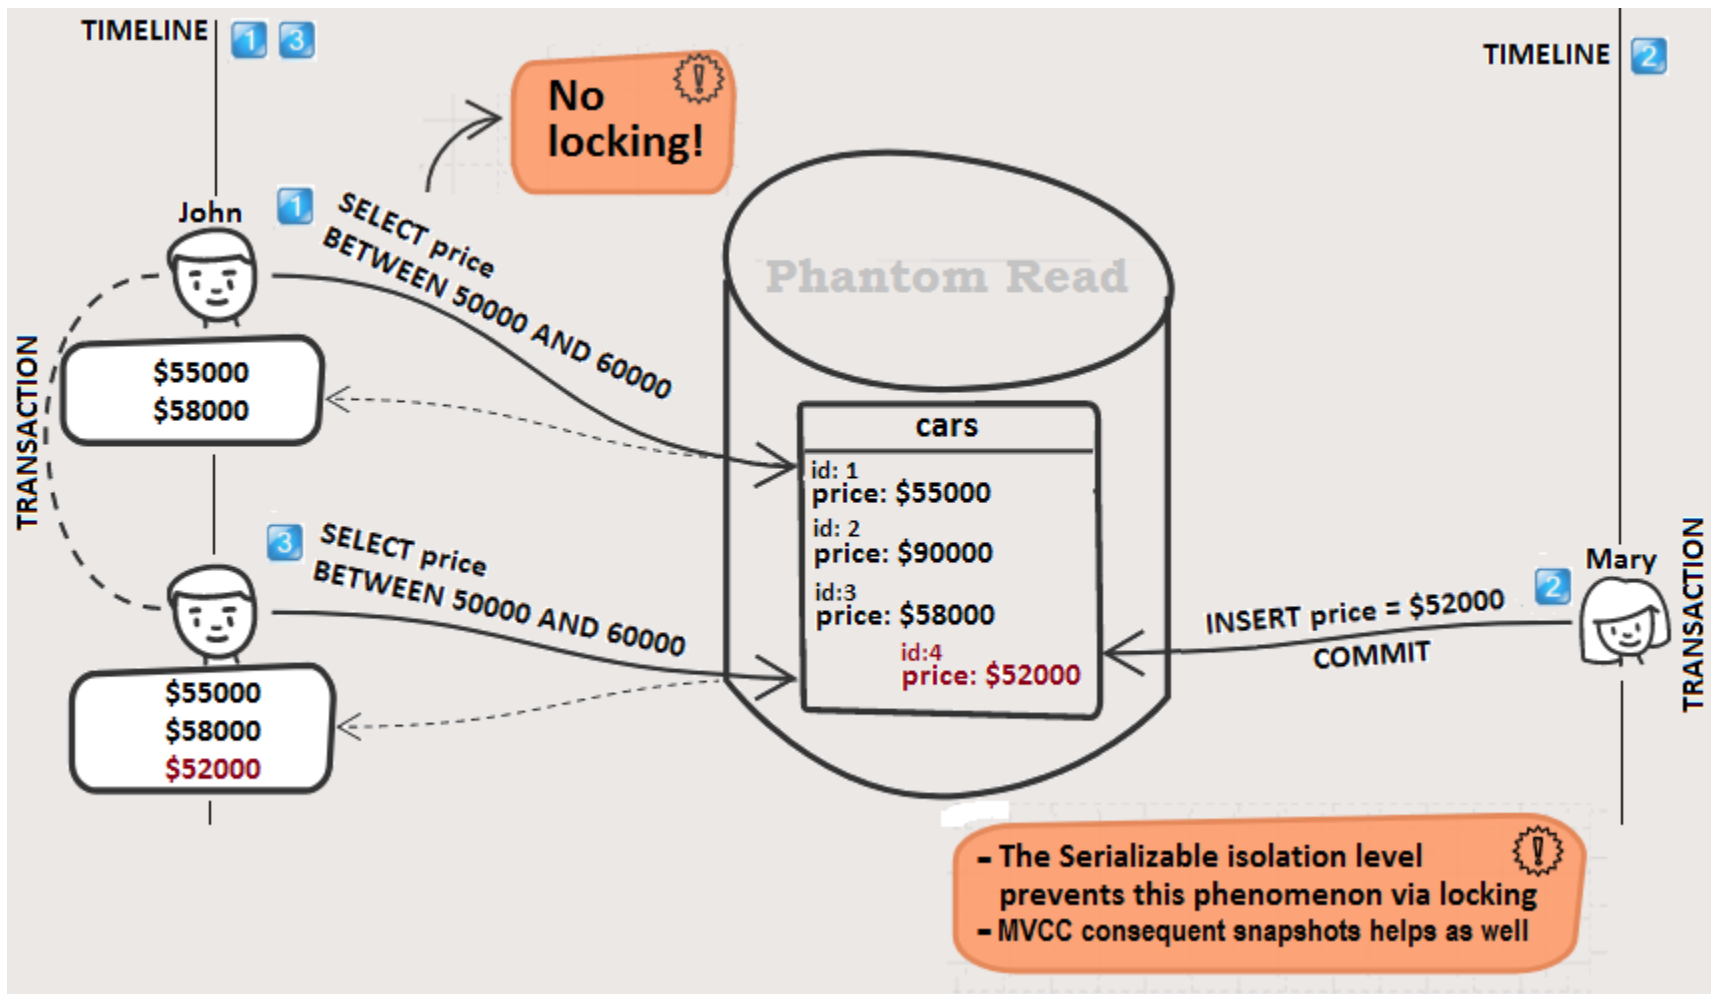 TIMELINE 1 3
TIMELINE 2
No
locking!
John
1
SELECT price
BETWEEN 50000 AND 60000
Phantom Read
TRANSACTION
$55000
$58000
cars
id: 1
price: $55000
id: 2
price: $90000
id:3
price: $58000
id:4
price: $52000
3
SELECT price
BETWEEN 50000 AND 60000
Mary
2
INSERT price = $52000
COMMIT
TRANSACTION
$55000
$58000
$52000
- The Serializable isolation level
prevents this phenomenon via locking
- MVCC consequent snapshots helps as well